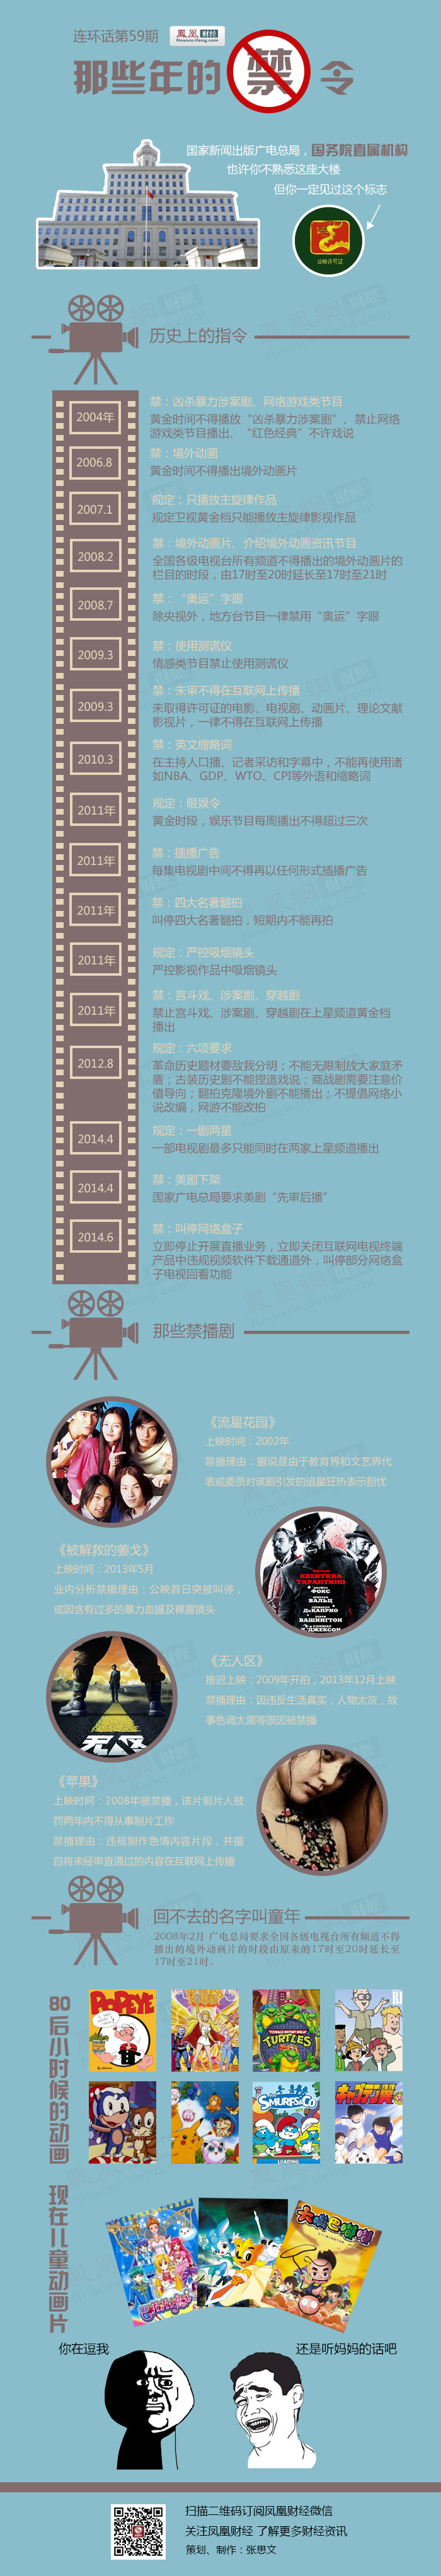 连环话第59期
凤凰财经
finance.ifeng.com
那些年的禁令
国家新闻出版广电总局，国务院直属机构
也许你不熟悉这座大楼
但你一定见过这个标志
公映许可证
历史上的指令
2004年
禁：凶杀暴力涉案剧、网络游戏类节目
黄金时间不得播放“凶杀暴力涉案剧”、禁止网络
游戏类节目播出、“红色经典”不许戏说
2006.8
禁：境外动画
黄金时间不得播出境外动画片
2007.1
规定：只播放主旋律作品
规定卫视黄金档只能播放主旋律影视作品
2008.2
禁：境外动画片、介绍境外动画资讯节目
全国各级电视台所有频道不得播出的境外动画片的
栏目的时段，由17时至20时延长至17时至21时
2008.7
禁：“奥运”字眼
除央视外，地方台节目一律禁用“奥运”字眼
2009.3
禁：使用测谎仪
情感类节目禁止使用测谎仪
2009.3
禁：未审不得在互联网上传播
未取得许可证的电影、电视剧、动画片、理论文献
影视片，一律不得在互联网上传播
2010.3
禁：英文缩略词
在主持人口播、记者采访和字幕中，不能再使用诸
如NBA、GDP、WTO、CPI等外语和缩略词
2011年
规定：限娱令
黄金时段，娱乐节目每周播出不得超过三次
2011年
禁：插播广告
每集电视剧中间不得再以任何形式插播广告
2011年
禁：四大名著翻拍
叫停四大名著翻拍，短期内不能再拍
2011年
规定：严控吸烟镜头
严控影视作品中吸烟镜头
2011年
禁：宫斗戏、涉案剧、穿越剧
禁止宫斗戏、涉案剧、穿越剧在上星频道黄金档
播出
2012.8
规定：六项要求
革命历史题材要敌我分明；不能无限制放大家庭矛
盾；古装历史剧不能捏造戏说；商战剧需要注意价
值导向；翻拍克隆境外剧不能播出；不提倡网络小
说改编，网游不能改拍
2014.4
规定：一剧两星
一部电视剧最多只能同时在两家上星频道播出
2014.4
禁：美剧下架
国家广电总局要求美剧“先审后播”
2014.6
禁：叫停网络盒子
立即停止开展直播业务，立即关闭互联网电视终端
产品中违规视频软件下载通道外，叫停部分网络盒
子电视回看功能
那些禁播剧
《流星花园》
上映时间：2002年
禁播理由：据说是由于教育界和文艺界代
表或委员对该剧引发的追星狂热表示担忧
《被解救的姜戈》
上映时间：2013年5月
业内分析禁播理由：公映首日突被叫停，
或因含有过多的暴力血腥及裸露镜头
КВЕНТИНА
ТАРАНТИНО
ФОКС
ВАЛЬЦ
ДИКАПРИО
ВАШИНГТОН
ДЖЕКСОН
《无人区》
推迟上映：2009年开拍，2013年12月上映
禁播理由：因违反生活真实，人物太灰，故
事色调太黑等原因被禁播
无人区
《苹果》
上映时间：2008年被禁播，该片制片人被
罚两年内不得从事制片工作
禁播理由：违规制作色情内容片段，并擅
自将未经审查通过的内容在互联网上传播
回不去的名字叫童年
2008年2月 广电总局要求全国各级电视台所有频道不得
播出的境外动画片的时段由原来的17时至20时延长至
17时至21时。
80后小时候的动画
POPEYE
TURTLES
SMURFS&CO
LOADING
现在儿童动画片
大嘴巴嘟嘟
你在逗我
还是听妈妈的话吧
扫描二维码订阅凤凰财经微信
关注凤凰财经 了解更多财经资讯
策划、制作：张思文